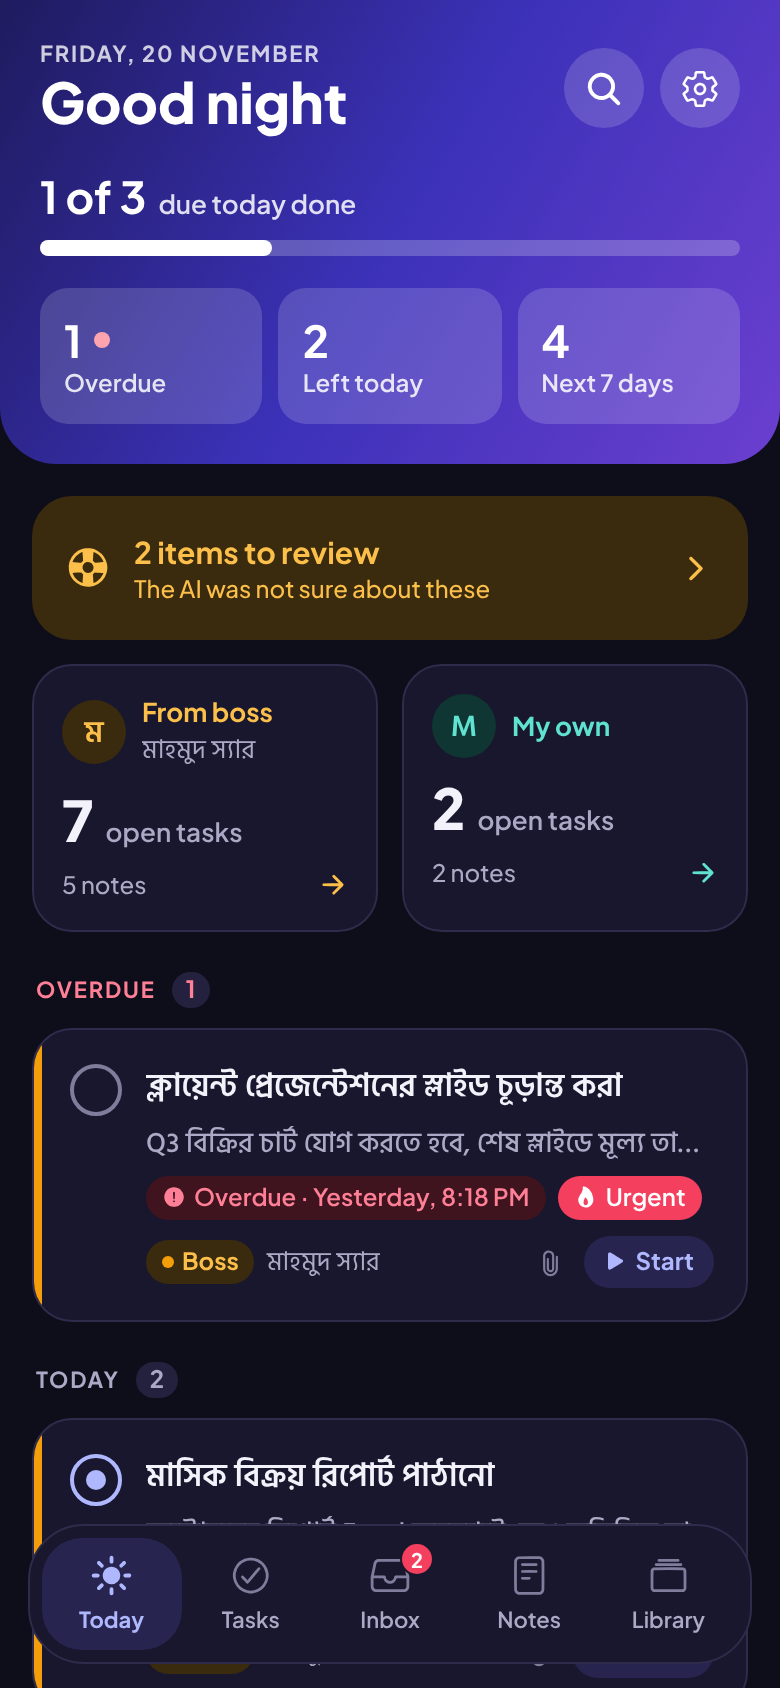 FRIDAY, 20 NOVEMBER
Good night
1 of 3 due today done
1
Overdue
2
Left today
4
Next 7 days
2 items to review
The AI was not sure about these
ম
From boss
মাহমুদ স্যার
7 open tasks
5 notes
M
My own
2 open tasks
2 notes
OVERDUE 1
ক্লায়েন্ট প্রেজেন্টেশনের স্লাইড চূড়ান্ত করা
Q3 বিক্রির চার্ট যোগ করতে হবে, শেষ স্লাইডে মূল্য তা...
Overdue · Yesterday, 8:18 PM Urgent
Boss মাহমুদ স্যার Start
TODAY 2
মাসিক বিক্রয় রিপোর্ট পাঠানো
2
Today Tasks Inbox Notes Library